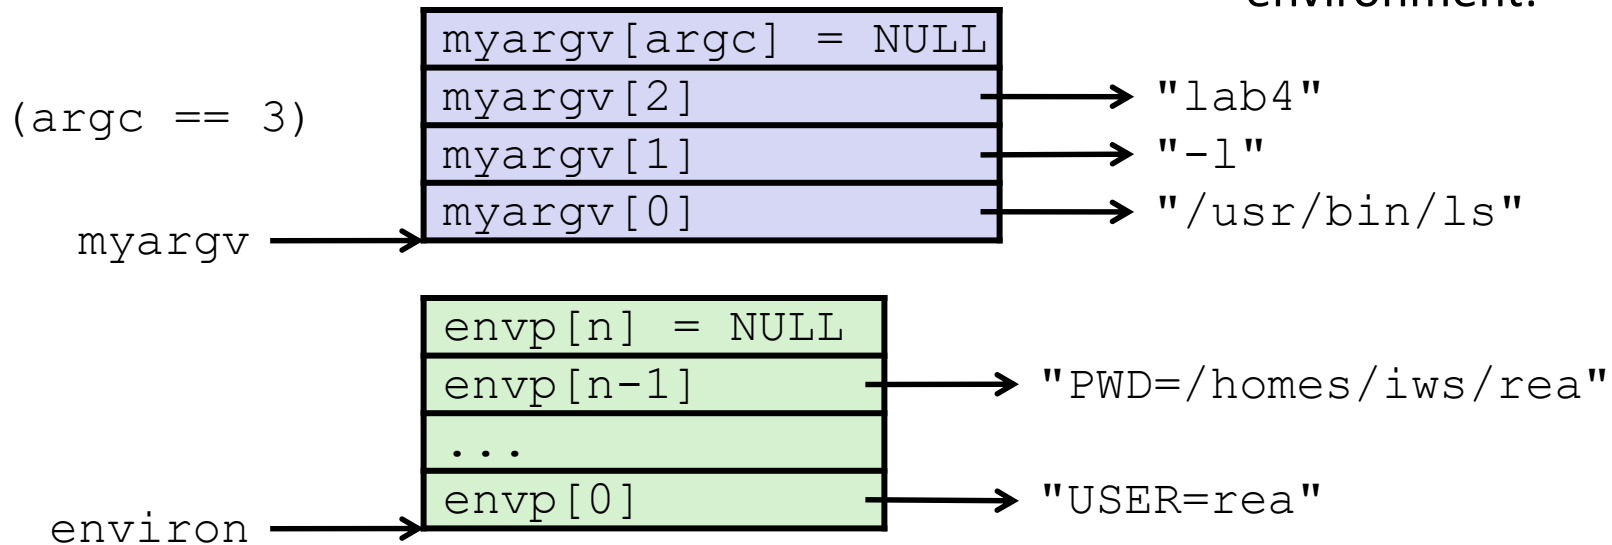 environment:
myargv[argc] = NULL
(argc == 3)
myargv[2] "lab4"
myargv[1] "-l"
myargv[0] "/usr/bin/ls"
myargv
envp[n] = NULL
envp[n-1] "PWD=/homes/iws/rea"
...
envp[0] "USER=rea"
environ